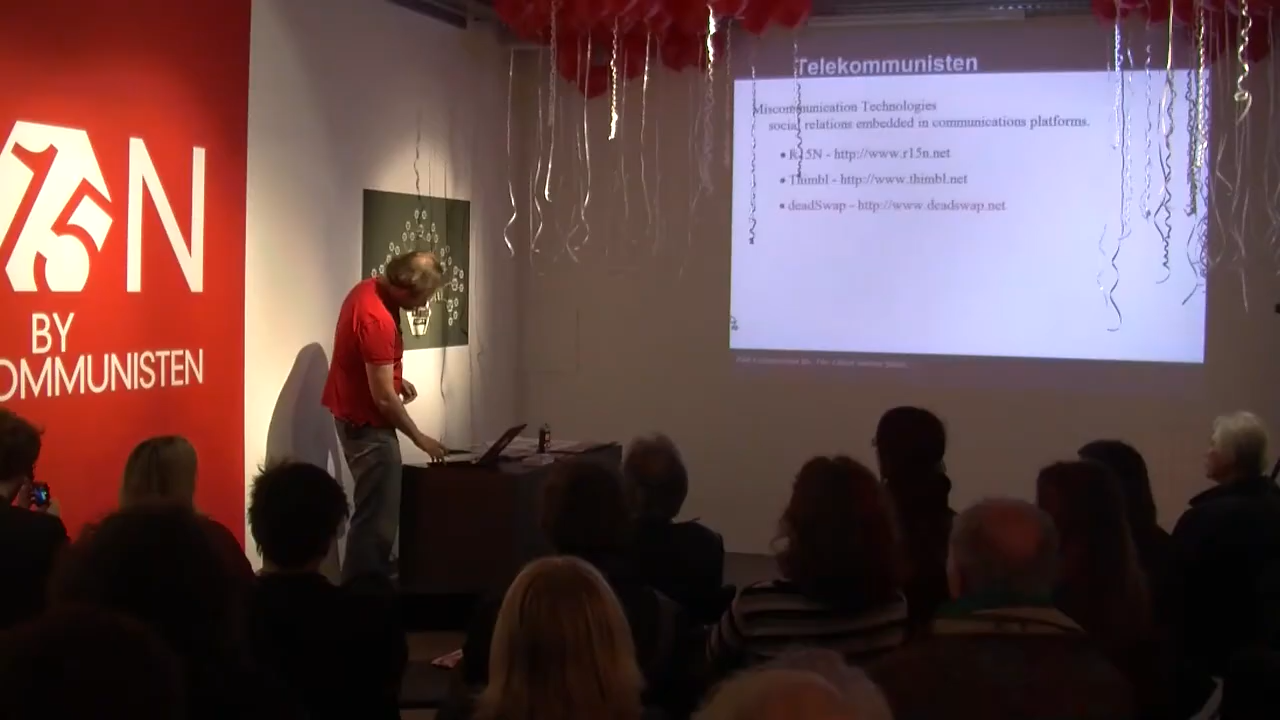 15N
BY
OMMUNISTEN
Telekommunisten
Miscommunication Technologies
social relations embedded in communications platforms.
• R15N - http://www.r15n.net
• Thimbl - http://www.thimbl.net
• deadSwap - http://www.deadswap.net